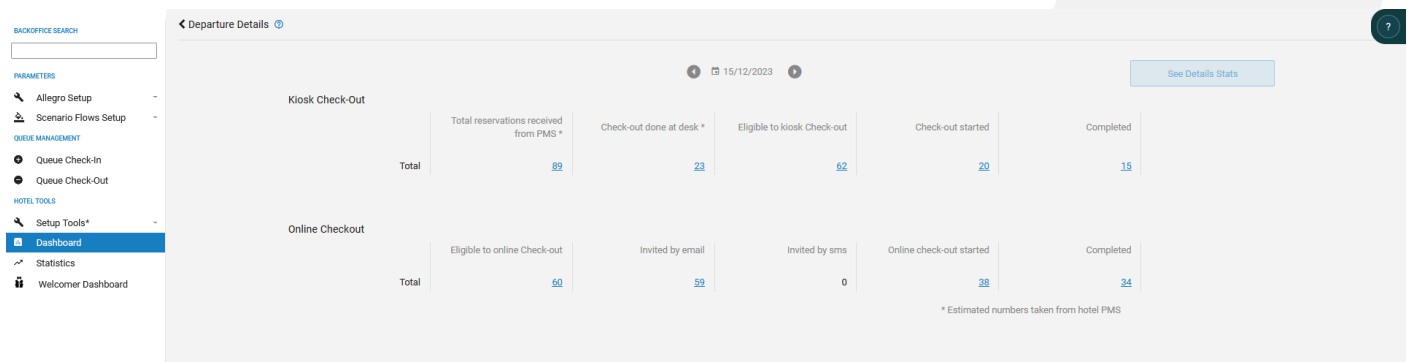 BACKOFFICE SEARCH
PARAMETERS
Allegro Setup
Scenario Flows Setup
QUEUE MANAGEMENT
Queue Check-In
Queue Check-Out
HOTEL TOOLS
Setup Tools*
Dashboard
Statistics
Welcomer Dashboard
Departure Details ?
?
15/12/2023
See Details Stats
Kiosk Check-Out
Total reservations received from PMS * Check-out done at desk * Eligible to kiosk Check-out Check-out started Completed
Total 89 23 62 20 15
Online Checkout
Eligible to online Check-out Invited by email Invited by sms Online check-out started Completed
Total 60 59 0 38 34
* Estimated numbers taken from hotel PMS